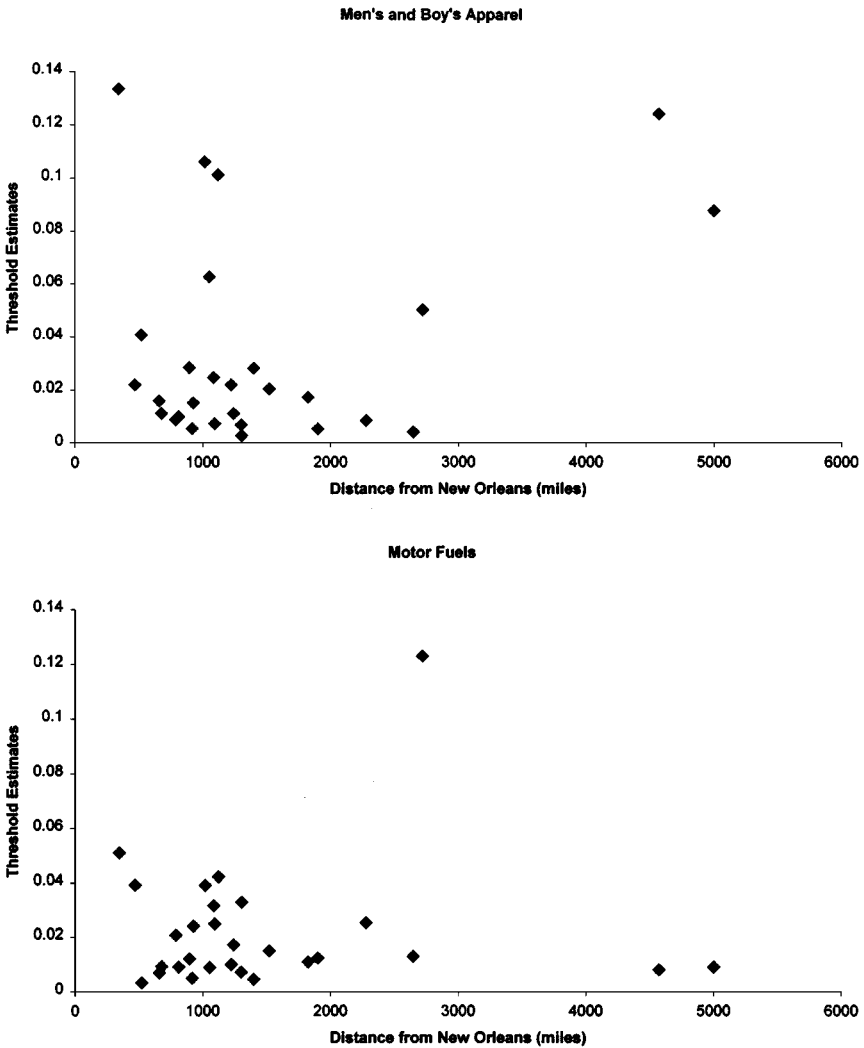 Men's and Boy's Apparel
0.14
0.12
0.1
0.08
0.06
0.04
0.02
0
Threshold Estimates
0 1000 2000 3000 4000 5000 6000
Distance from New Orleans (miles)
Motor Fuels
0.14
0.12
0.1
0.08
0.06
0.04
0.02
0
Threshold Estimates
0 1000 2000 3000 4000 5000 6000
Distance from New Orleans (miles)